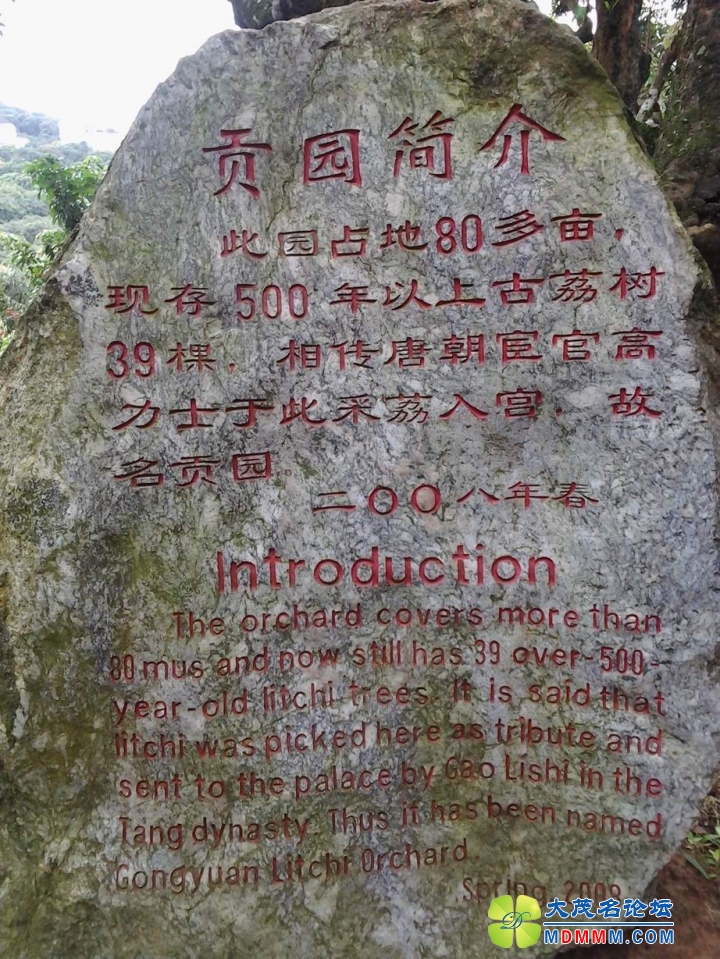 贡园简介
此园占地80多亩，
现存500年以上古荔树
39棵，相传唐朝宦官高
力士于此采荔入宫，故
名贡园。
二〇〇八年春
Introduction
The orchard covers more than
80 mus and now still has 39 over-500-
year-old litchi trees. It is said that
litchi was picked here as tribute and
sent to the palace by Gao Lishi in the
Tang dynasty. Thus it has been named
Gongyuan Litchi Orchard.
Spring, 2008
大茂名论坛
MDMMM.COM